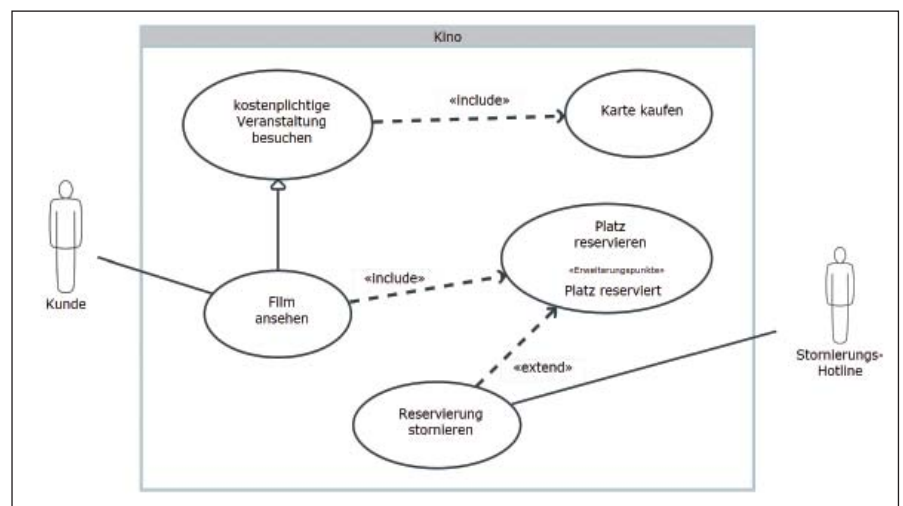 Kino
kostenplichtige
Veranstaltung
besuchen
«include»
Karte kaufen
Platz
reservieren
«Erweiterungspunkte»
Platz reserviert
Kunde
Film
ansehen
«include»
«extend»
Stornierungs-
Hotline
Reservierung
stornieren